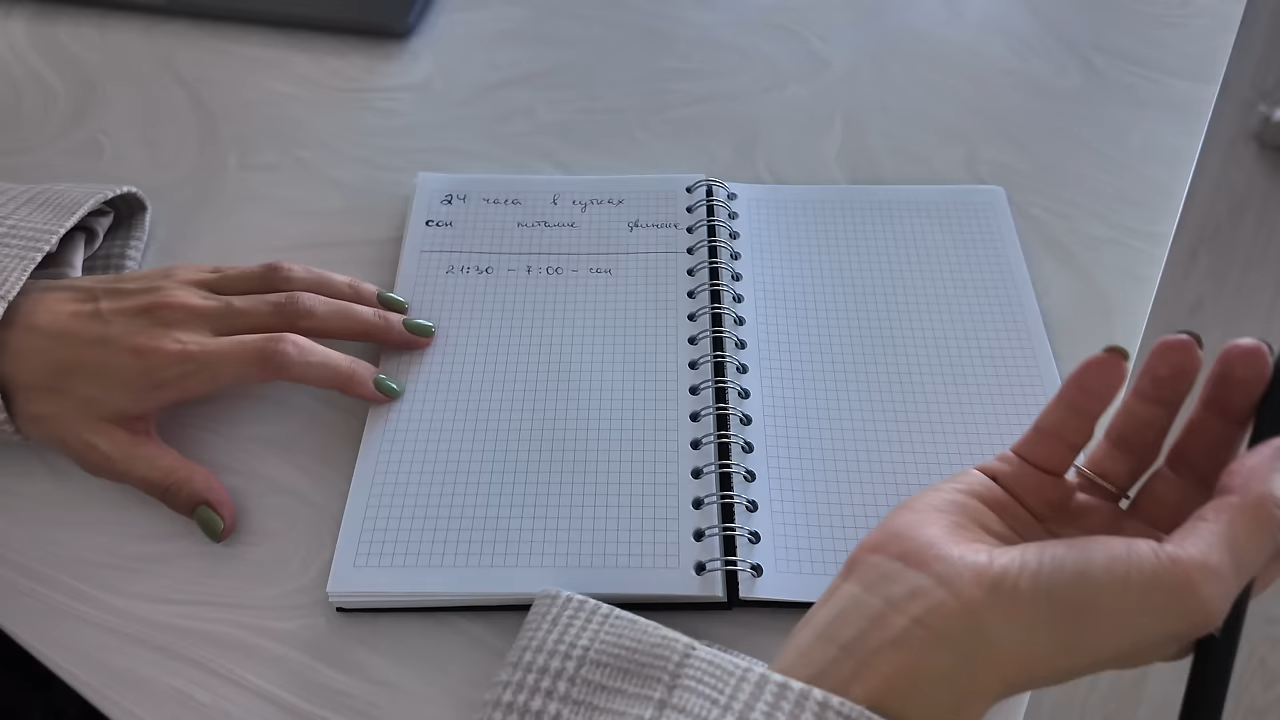 24 часа в сутках
сон питание движение
21:30 - 7:00 - сон